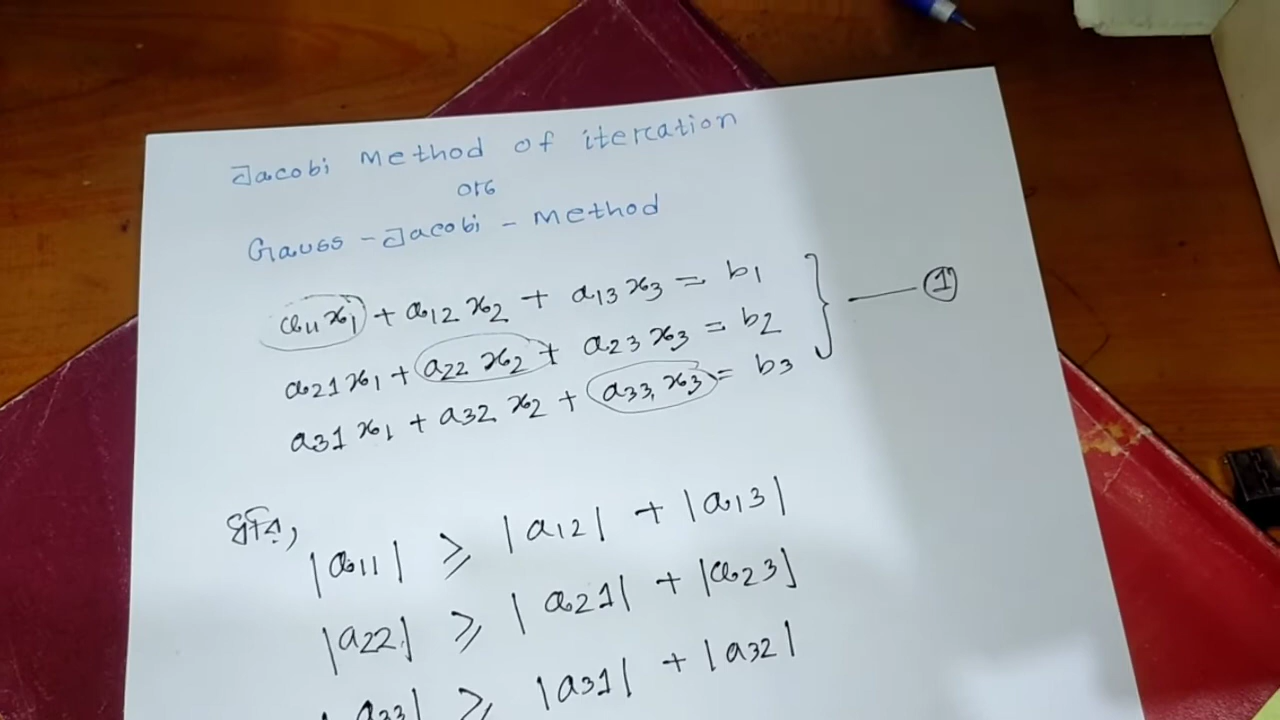 Jacobi Method of iteration
or
Gauss - Jacobi - Method
a11 x1 + a12 x2 + a13 x3 = b1
a21 x1 + a22 x2 + a23 x3 = b2
a31 x1 + a32 x2 + a33 x3 = b3
1
ধরি,
|a11| ⩾ |a12| + |a13|
|a22| ⩾ |a21| + |a23|
|a33| ⩾ |a31| + |a32|